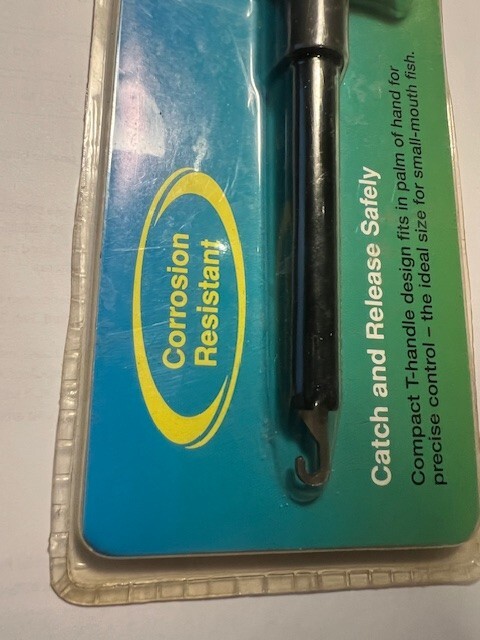 Corrosion
Resistant
Catch and Release Safely
Compact T-handle design fits in palm of hand for
precise control – the ideal size for small-mouth fish.